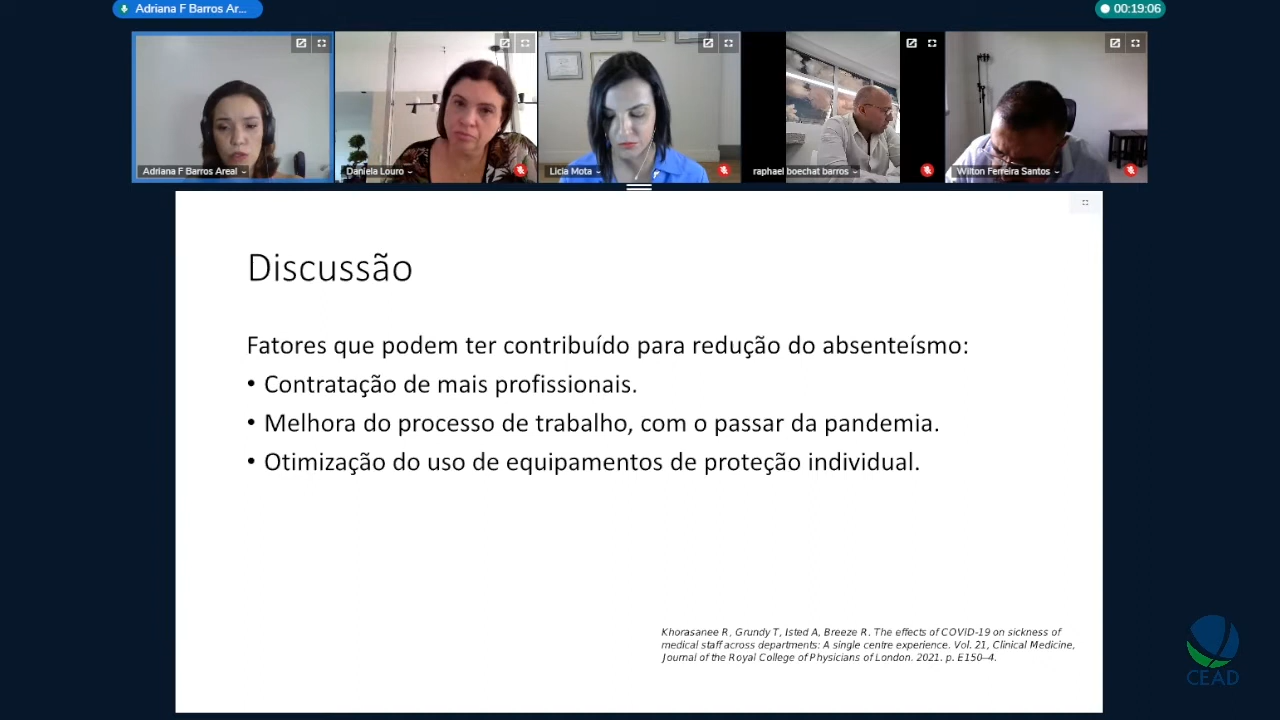 Adriana F Barros Ar...
00:19:06
Adriana F Barros Areal
Daniela Louro
Licia Mota
raphael boechat barros
Wilton Ferreira Santos
Discussão
Fatores que podem ter contribuído para redução do absenteísmo:
• Contratação de mais profissionais.
• Melhora do processo de trabalho, com o passar da pandemia.
• Otimização do uso de equipamentos de proteção individual.
Khorasanee R, Grundy T, Isted A, Breeze R. The effects of COVID-19 on sickness of
medical staff across departments: A single centre experience. Vol. 21, Clinical Medicine,
Journal of the Royal College of Physicians of London. 2021. p. E150–4.
CEAD